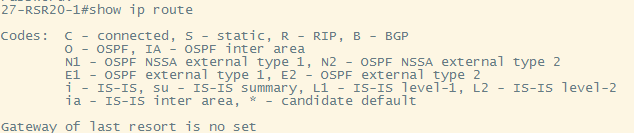 27-RSR20-1#show ip route
Codes:  C - connected, S - static, R - RIP, B - BGP
        O - OSPF, IA - OSPF inter area
        N1 - OSPF NSSA external type 1, N2 - OSPF NSSA external type 2
        E1 - OSPF external type 1, E2 - OSPF external type 2
        i - IS-IS, su - IS-IS summary, L1 - IS-IS level-1, L2 - IS-IS level-2
        ia - IS-IS inter area, * - candidate default
Gateway of last resort is no set